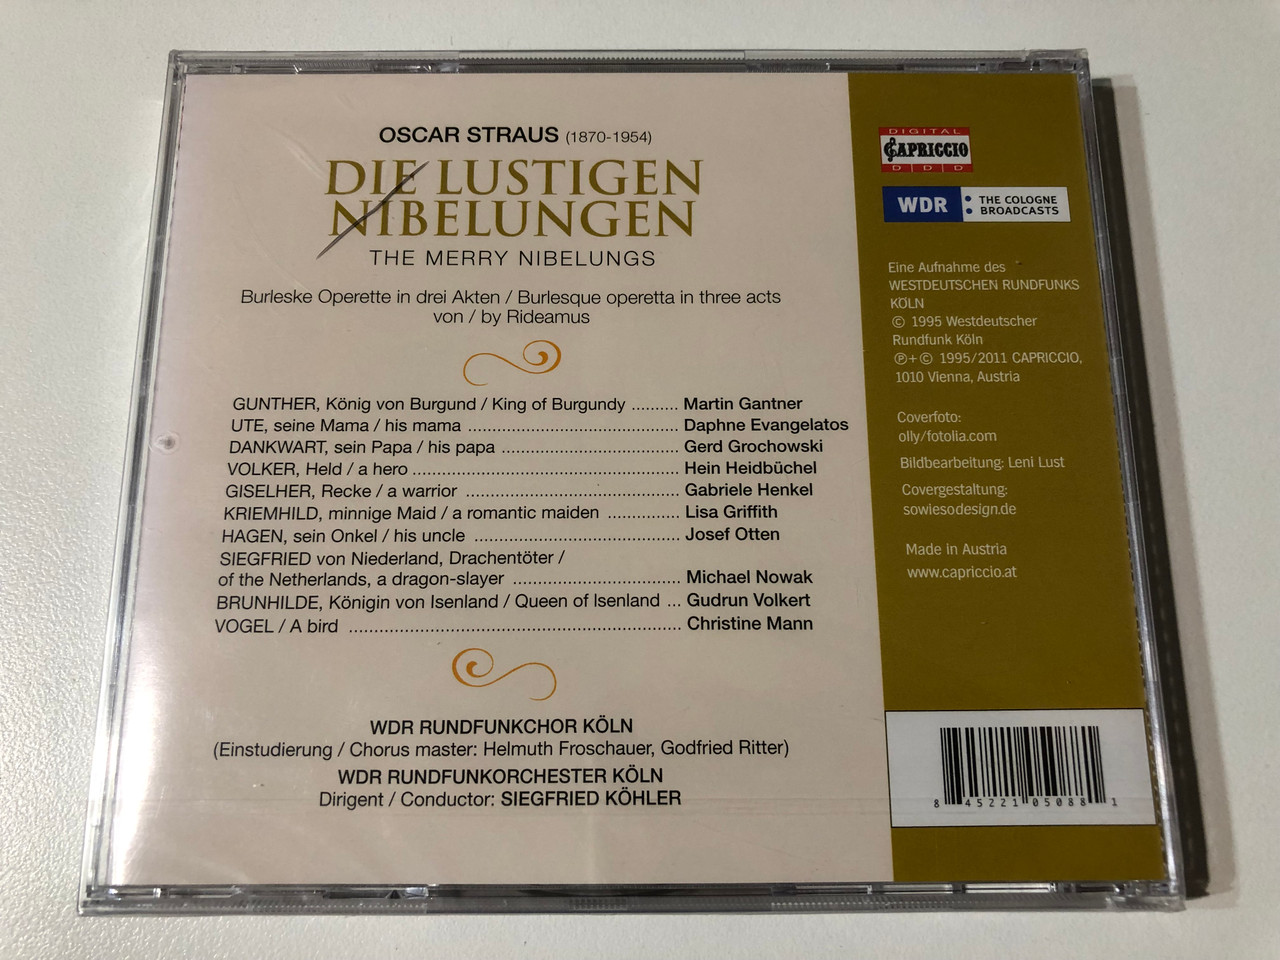 OSCAR STRAUS (1870-1954)
DIE LUSTIGEN
NIBELUNGEN
THE MERRY NIBELUNGS
Burleske Operette in drei Akten / Burlesque operetta in three acts
von / by Rideamus
GUNTHER, König von Burgund / King of Burgundy .......... Martin Gantner
UTE, seine Mama / his mama ........................................ Daphne Evangelatos
DANKWART, sein Papa / his papa .................................. Gerd Grochowski
VOLKER, Held / a hero ................................................... Hein Heidbüchel
GISELHER, Recke / a warrior ......................................... Gabriele Henkel
KRIEMHILD, minnige Maid / a romantic maiden .............. Lisa Griffith
HAGEN, sein Onkel / his uncle ....................................... Josef Otten
SIEGFRIED von Niederland, Drachentöter /
of the Netherlands, a dragon-slayer ................................ Michael Nowak
BRUNHILDE, Königin von Isenland / Queen of Isenland ... Gudrun Volkert
VOGEL / A bird ................................................................ Christine Mann
WDR RUNDFUNKCHOR KÖLN
(Einstudierung / Chorus master: Helmuth Froschauer, Godfried Ritter)
WDR RUNDFUNKORCHESTER KÖLN
Dirigent / Conductor: SIEGFRIED KÖHLER
DIGITAL
CAPRICCIO
D D D
WDR: THE COLOGNE
BROADCASTS
Eine Aufnahme des
WESTDEUTSCHEN RUNDFUNKS
KÖLN
© 1995 Westdeutscher
Rundfunk Köln
℗+© 1995/2011 CAPRICCIO,
1010 Vienna, Austria
Coverfoto:
olly/fotolia.com
Bildbearbeitung: Leni Lust
Covergestaltung:
sowiesodesign.de
Made in Austria
www.capriccio.at
8 45221 05088 1